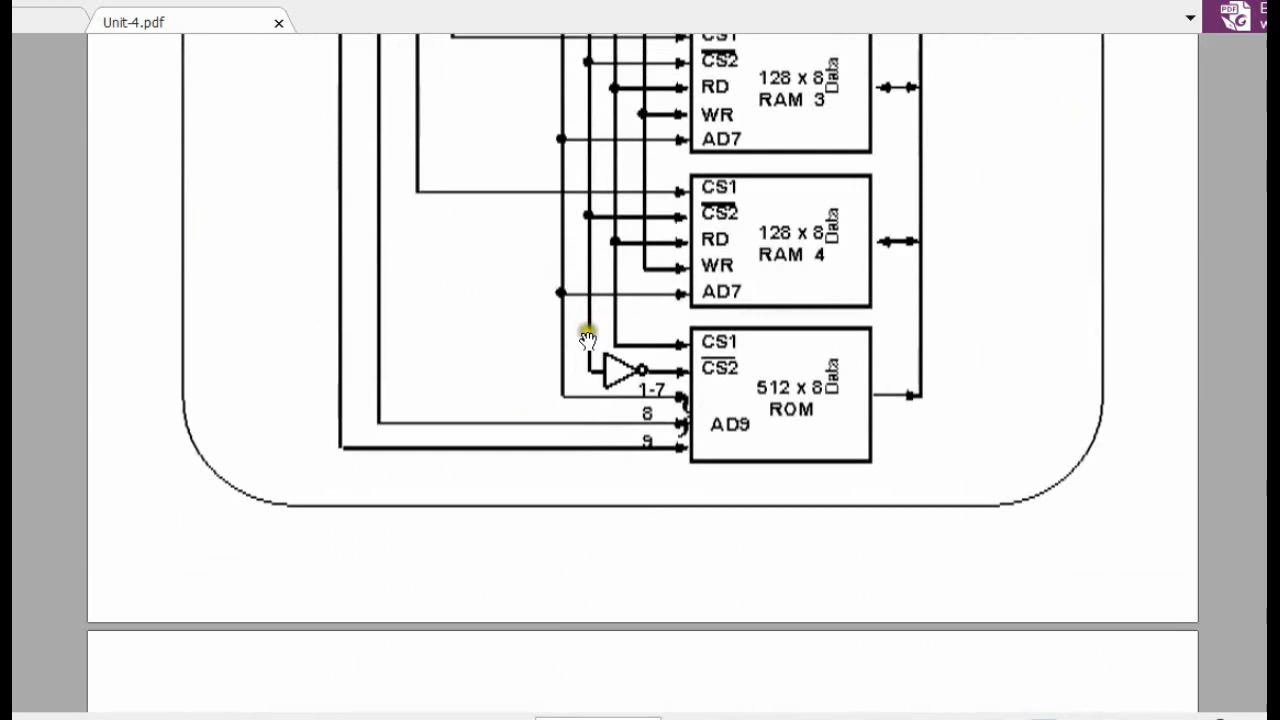 Unit-4.pdf
CS1
CS2
RD
WR
AD7
128 x 8
RAM 3
Data
CS1
CS2
RD
WR
AD7
128 x 8
RAM 4
Data
CS1
CS2
1-7
8
9
AD9
512 x 8
ROM
Data
PDF